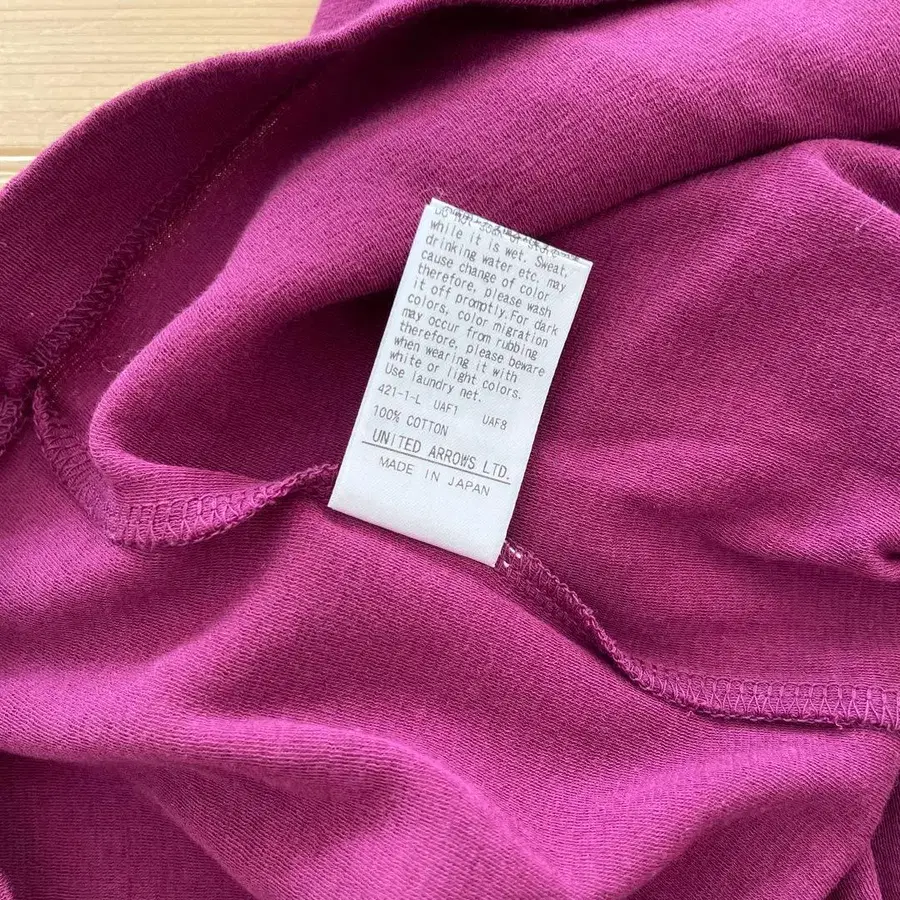 while it is wet. Sweat,
drinking water etc. may
cause change of color
therefore, please wash
it off promptly.For dark
colors, color migration
may occur from rubbing
therefore, please beware
when wearing it with
white or light colors.
Use laundry net.
421-1-L UAF1 UAF8
100% COTTON
UNITED ARROWS LTD.
MADE IN JAPAN